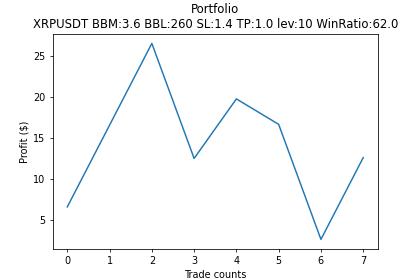 Portfolio
XRPUSDT BBM:3.6 BBL:260 SL:1.4 TP:1.0 lev:10 WinRatio:62.0
25
20
15
10
5
Profit ($)
0 1 2 3 4 5 6 7
Trade counts